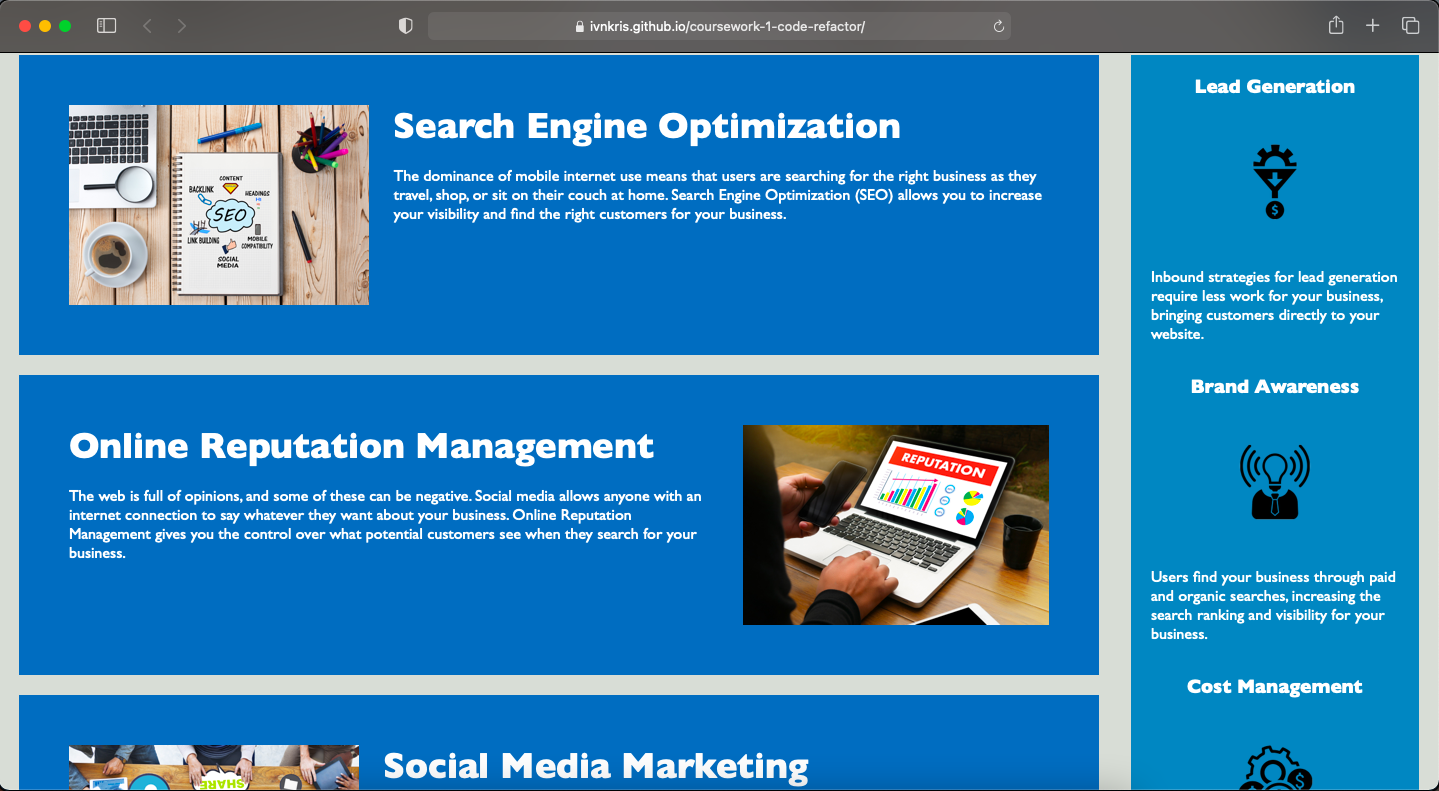 ivnkris.github.io/coursework-1-code-refactor/
Search Engine Optimization
The dominance of mobile internet use means that users are searching for the right business as they
travel, shop, or sit on their couch at home. Search Engine Optimization (SEO) allows you to increase
your visibility and find the right customers for your business.
CONTENT
BACKLINK
HEADINGS
SEO
LINK BUILDING
MOBILE
COMPATIBILITY
SOCIAL
MEDIA
Online Reputation Management
The web is full of opinions, and some of these can be negative. Social media allows anyone with an
internet connection to say whatever they want about your business. Online Reputation
Management gives you the control over what potential customers see when they search for your
business.
REPUTATION
Social Media Marketing
SHARE
Lead Generation
$
Inbound strategies for lead generation
require less work for your business,
bringing customers directly to your
website.
Brand Awareness
Users find your business through paid
and organic searches, increasing the
search ranking and visibility for your
business.
Cost Management
$